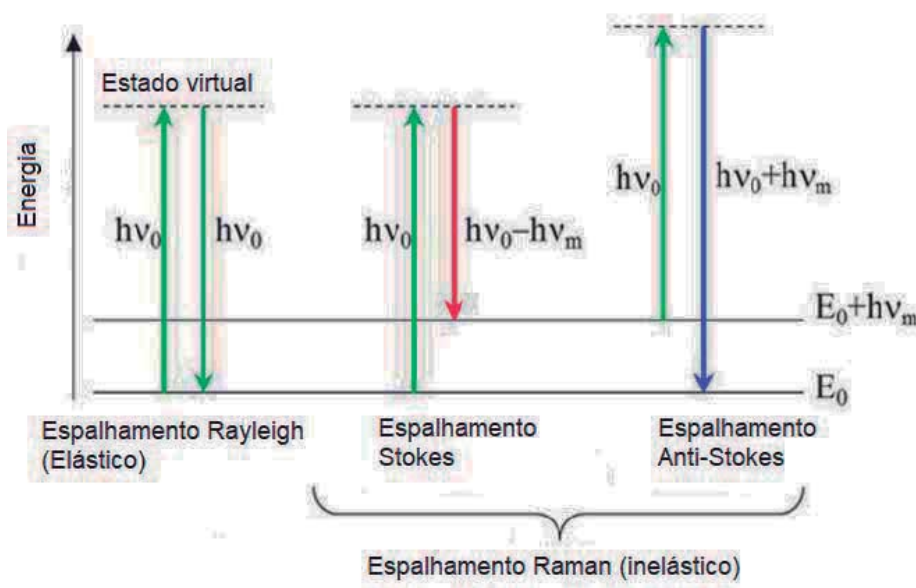 Energia
Estado virtual
hν₀
hν₀
hν₀
hν₀−hνₘ
hν₀
hν₀+hνₘ
E₀+hνₘ
E₀
Espalhamento Rayleigh
(Elástico)
Espalhamento
Stokes
Espalhamento
Anti-Stokes
Espalhamento Raman (inelástico)